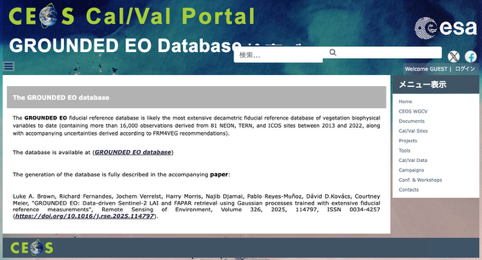 CEOS Cal/Val Portal
esa
GROUNDED EO Database
検索...
Welcome GUEST | ログイン
The GROUNDED EO database
The GROUNDED EO fiducial reference database is likely the most extensive decametric fiducial reference database of vegetation biophysical
variables to date (containing more than 16,000 observations derived from 81 NEON, TERN, and ICOS sites between 2013 and 2022, along
with accompanying uncertainties derived according to FRM4VEG recommendations).
The database is available at (GROUNDED EO database)
The generation of the database is fully described in the accompanying paper:
Luke A. Brown, Richard Fernandes, Jochem Verrelst, Harry Morris, Najib Djamai, Pablo Reyes-Muñoz, Dávid D.Kovács, Courtney
Meier, "GROUNDED EO: Data-driven Sentinel-2 LAI and FAPAR retrieval using Gaussian processes trained with extensive fiducial
reference measurements", Remote Sensing of Environment, Volume 326, 2025, 114797, ISSN 0034-4257
(https://doi.org/10.1016/j.rse.2025.114797).
メニュー表示
Home
CEOS WGCV
Documents
Cal/Val Sites
Projects
Tools
Cal/Val Data
Campaigns
Conf. & Workshops
Contacts
CEOS